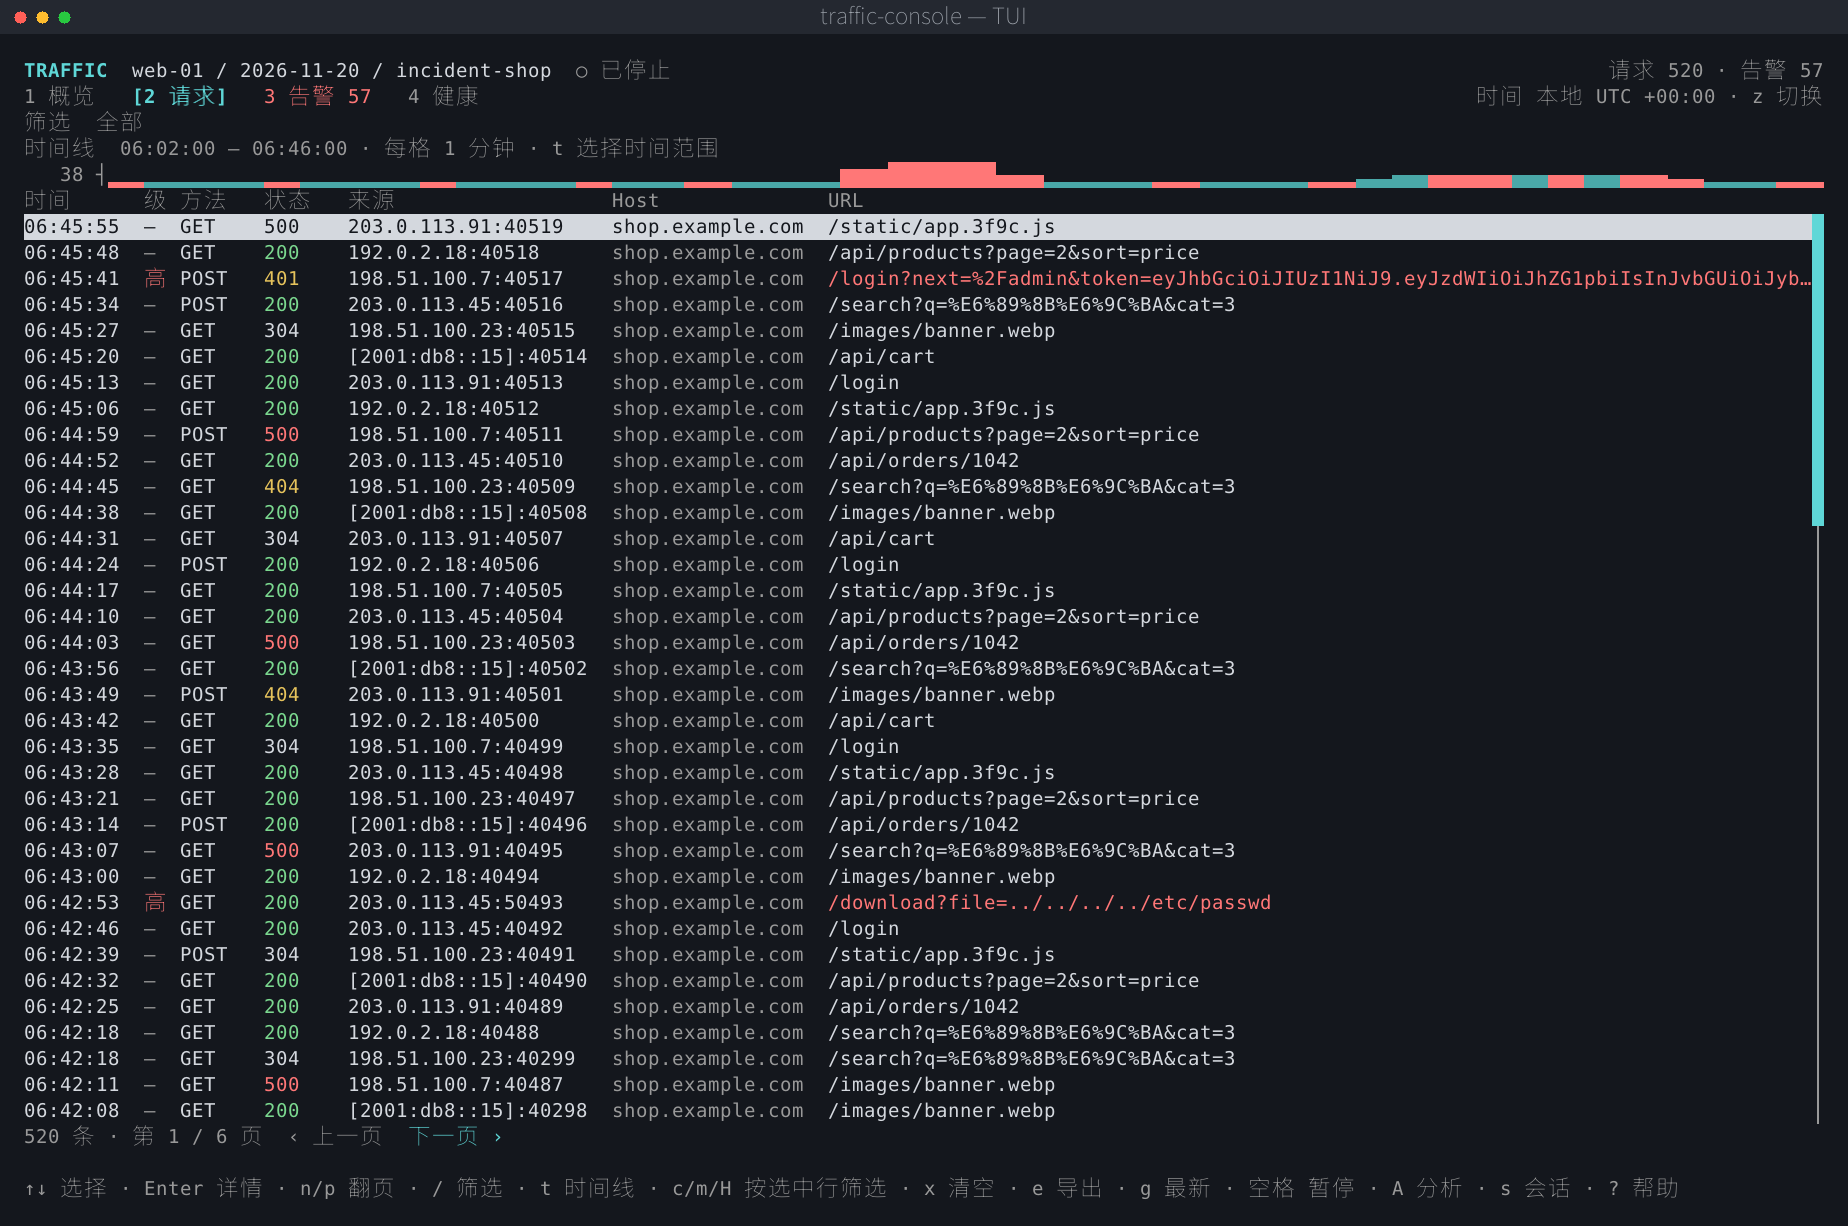 traffic-console — TUI
TRAFFIC web-01 / 2026-11-20 / incident-shop ○ 已停止 请求 520 · 告警 57
1 概览 [2 请求] 3 告警 57 4 健康 时间 本地 UTC +00:00 · z 切换
筛选 全部
时间线 06:02:00 — 06:46:00 · 每格 1 分钟 · t 选择时间范围
38
时间 级 方法 状态 来源 Host URL
06:45:55 — GET 500 203.0.113.91:40519 shop.example.com /static/app.3f9c.js
06:45:48 — GET 200 192.0.2.18:40518 shop.example.com /api/products?page=2&sort=price
06:45:41 高 POST 401 198.51.100.7:40517 shop.example.com /login?next=%2Fadmin&token=eyJhbGciOiJIUzI1NiJ9.eyJzdWIiOiJhZG1pbiIsInJvbGUiOiJyb…
06:45:34 — POST 200 203.0.113.45:40516 shop.example.com /search?q=%E6%89%8B%E6%9C%BA&cat=3
06:45:27 — GET 304 198.51.100.23:40515 shop.example.com /images/banner.webp
06:45:20 — GET 200 [2001:db8::15]:40514 shop.example.com /api/cart
06:45:13 — GET 200 203.0.113.91:40513 shop.example.com /login
06:45:06 — GET 200 192.0.2.18:40512 shop.example.com /static/app.3f9c.js
06:44:59 — POST 500 198.51.100.7:40511 shop.example.com /api/products?page=2&sort=price
06:44:52 — GET 200 203.0.113.45:40510 shop.example.com /api/orders/1042
06:44:45 — GET 404 198.51.100.23:40509 shop.example.com /search?q=%E6%89%8B%E6%9C%BA&cat=3
06:44:38 — GET 200 [2001:db8::15]:40508 shop.example.com /images/banner.webp
06:44:31 — GET 304 203.0.113.91:40507 shop.example.com /api/cart
06:44:24 — POST 200 192.0.2.18:40506 shop.example.com /login
06:44:17 — GET 200 198.51.100.7:40505 shop.example.com /static/app.3f9c.js
06:44:10 — GET 200 203.0.113.45:40504 shop.example.com /api/products?page=2&sort=price
06:44:03 — GET 500 198.51.100.23:40503 shop.example.com /api/orders/1042
06:43:56 — GET 200 [2001:db8::15]:40502 shop.example.com /search?q=%E6%89%8B%E6%9C%BA&cat=3
06:43:49 — POST 404 203.0.113.91:40501 shop.example.com /images/banner.webp
06:43:42 — GET 200 192.0.2.18:40500 shop.example.com /api/cart
06:43:35 — GET 304 198.51.100.7:40499 shop.example.com /login
06:43:28 — GET 200 203.0.113.45:40498 shop.example.com /static/app.3f9c.js
06:43:21 — GET 200 198.51.100.23:40497 shop.example.com /api/products?page=2&sort=price
06:43:14 — POST 200 [2001:db8::15]:40496 shop.example.com /api/orders/1042
06:43:07 — GET 500 203.0.113.91:40495 shop.example.com /search?q=%E6%89%8B%E6%9C%BA&cat=3
06:43:00 — GET 200 192.0.2.18:40494 shop.example.com /images/banner.webp
06:42:53 高 GET 200 203.0.113.45:50493 shop.example.com /download?file=../../../../etc/passwd
06:42:46 — GET 200 203.0.113.45:40492 shop.example.com /login
06:42:39 — POST 304 198.51.100.23:40491 shop.example.com /static/app.3f9c.js
06:42:32 — GET 200 [2001:db8::15]:40490 shop.example.com /api/products?page=2&sort=price
06:42:25 — GET 200 203.0.113.91:40489 shop.example.com /api/orders/1042
06:42:18 — GET 200 192.0.2.18:40488 shop.example.com /search?q=%E6%89%8B%E6%9C%BA&cat=3
06:42:18 — GET 304 198.51.100.23:40299 shop.example.com /search?q=%E6%89%8B%E6%9C%BA&cat=3
06:42:11 — GET 500 198.51.100.7:40487 shop.example.com /images/banner.webp
06:42:08 — GET 200 [2001:db8::15]:40298 shop.example.com /images/banner.webp
520 条 · 第 1 / 6 页 ‹ 上一页 下一页 ›
↑↓ 选择 · Enter 详情 · n/p 翻页 · / 筛选 · t 时间线 · c/m/H 按选中行筛选 · x 清空 · e 导出 · g 最新 · 空格 暂停 · A 分析 · s 会话 · ? 帮助